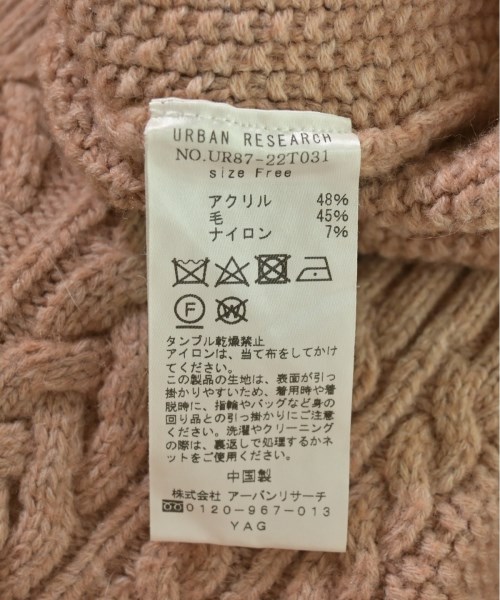 URBAN RESEARCH
NO.UR87-22T031
size Free
アクリル 48%
毛 45%
ナイロン 7%
F W
タンブル乾燥禁止
アイロンは、当て布をしてかけ
てください。
この製品の生地は、表面が引っ
掛かりやすいため、着用時や着
脱時に、指輪やバッグなど身の
回り品との引っ掛かりにご注意
ください。洗濯やクリーニング
の際は、裏返しで処理するかネ
ットをご使用ください。
中国製
株式会社 アーバンリサーチ
0120-967-013
YAG